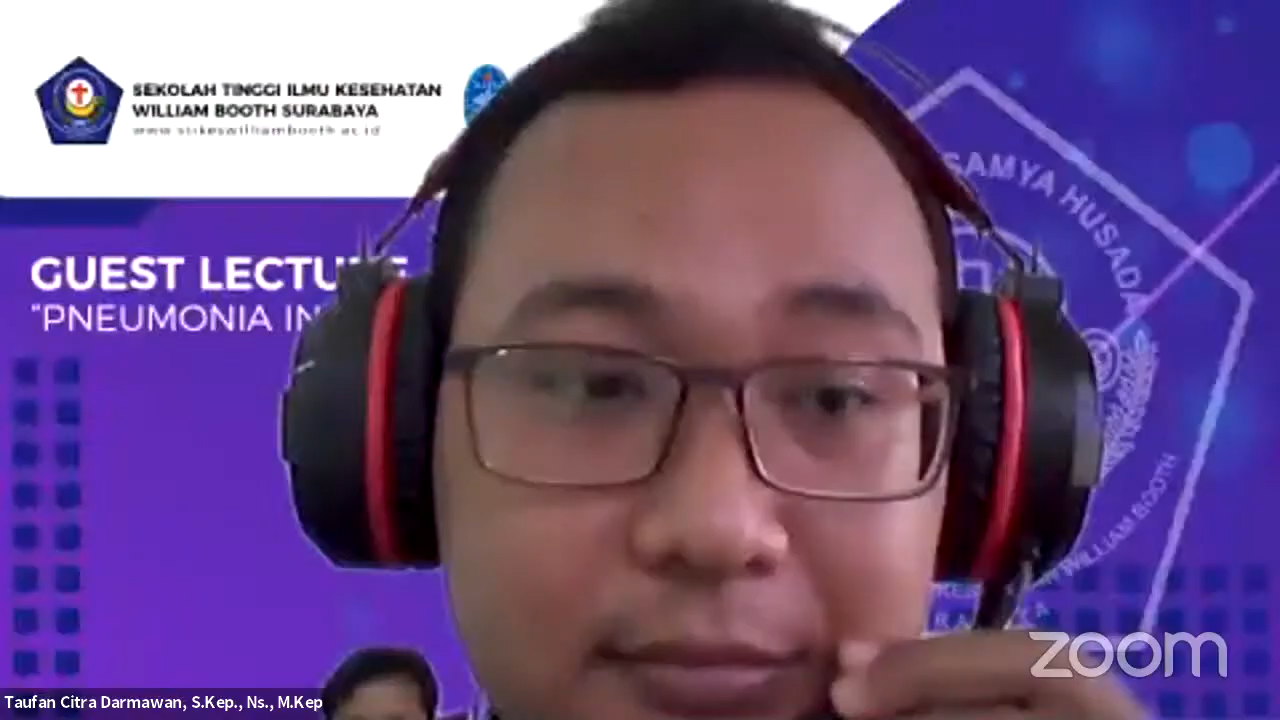 SEKOLAH TINGGI ILMU KESEHATAN
WILLIAM BOOTH SURABAYA
www.stikeswilliambooth.ac.id
GUEST LECTURE
"PNEUMONIA IN
SAMYA HUSADA
WILLIAM BOOTH
zoom
Taufan Citra Darmawan, S.Kep., Ns., M.Kep